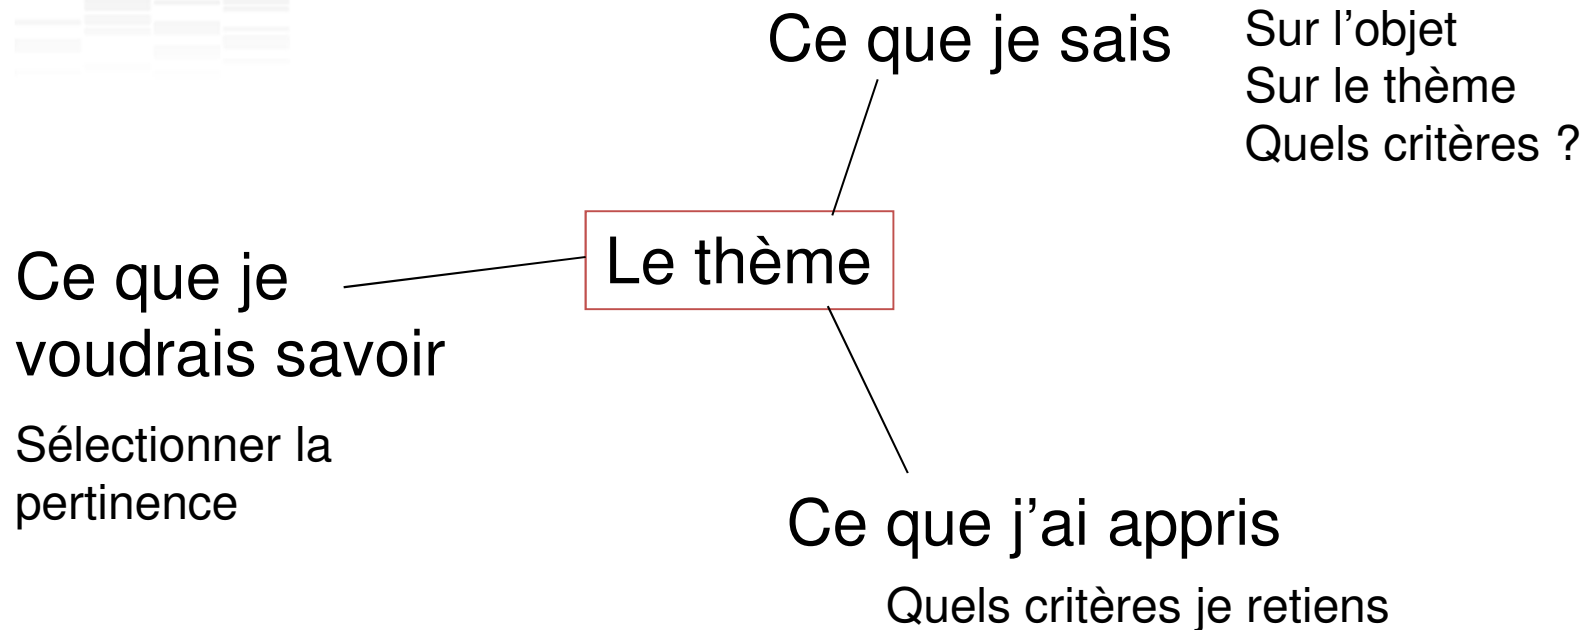 Ce que je sais
Sur l’objet
Sur le thème
Quels critères ?
Le thème
Ce que je
voudrais savoir
Sélectionner la
pertinence
Ce que j’ai appris
Quels critères je retiens